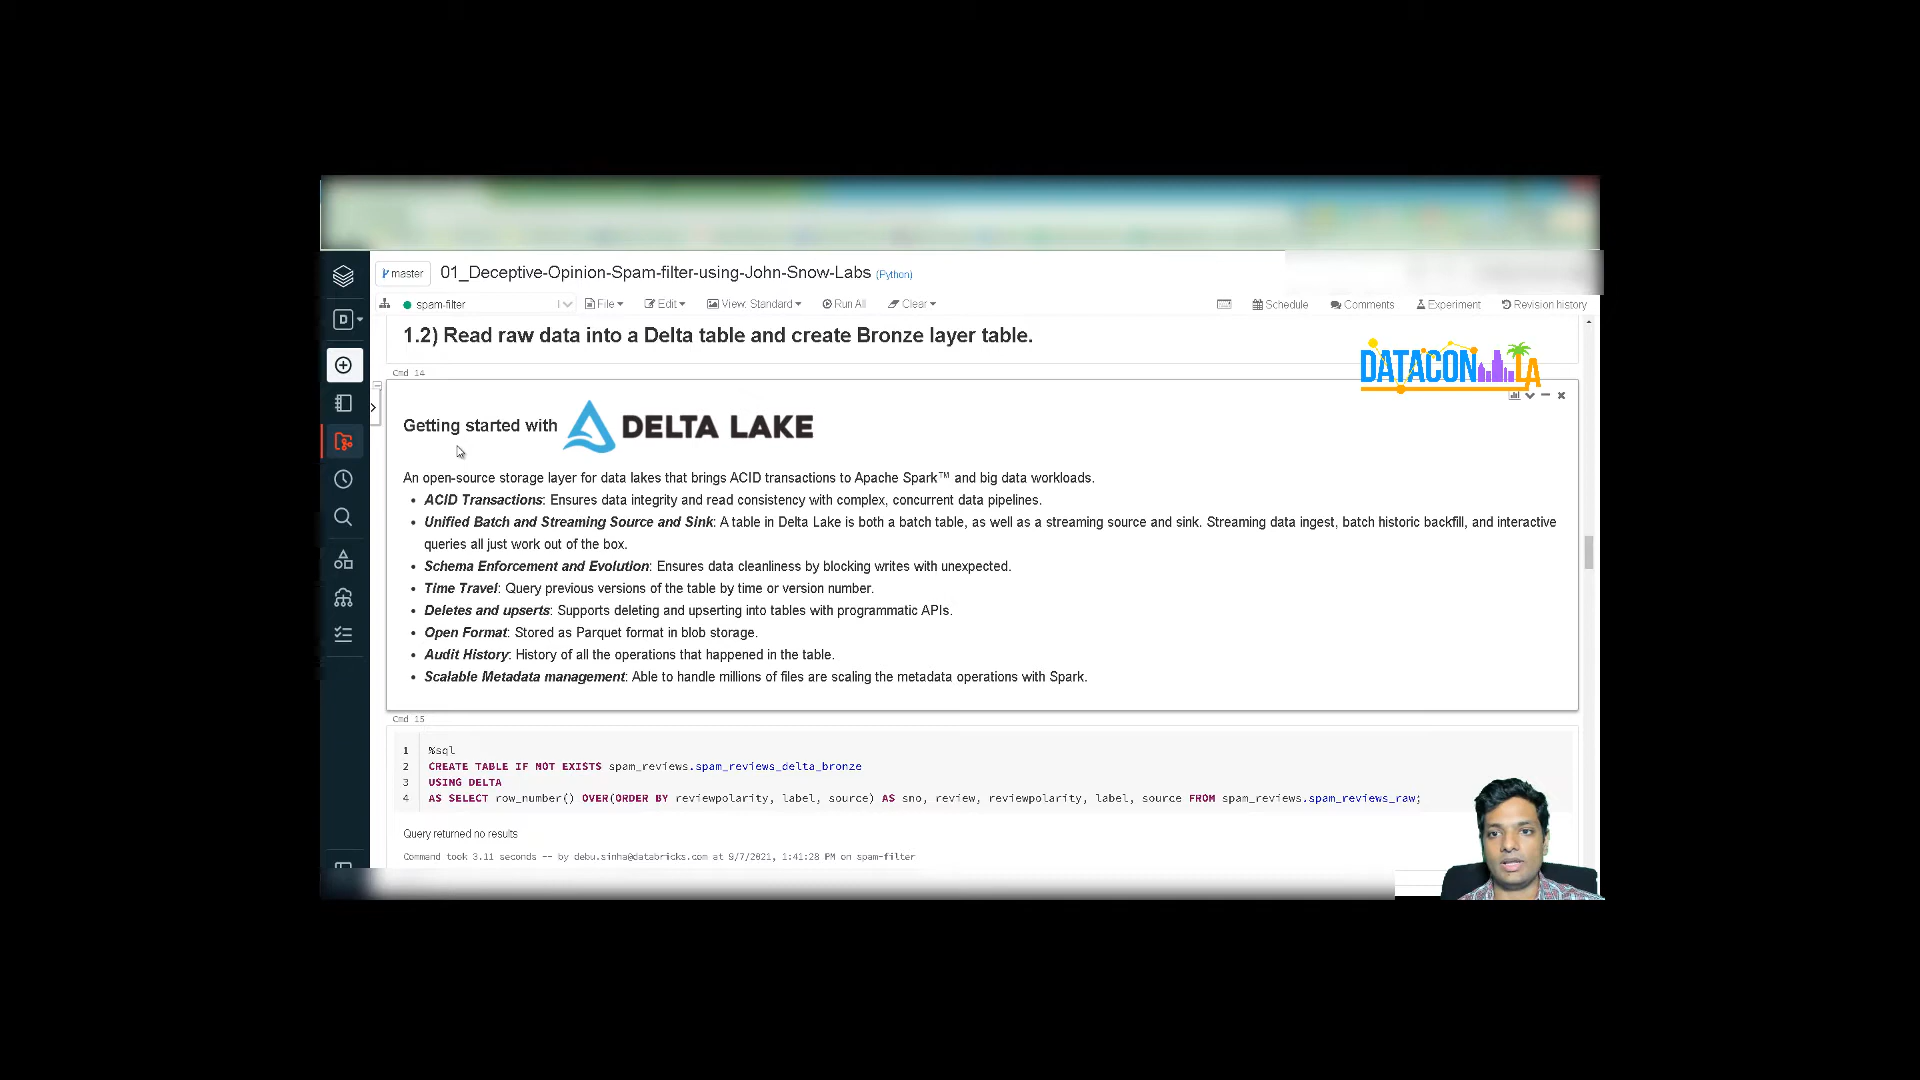 master 01_Deceptive-Opinion-Spam-filter-using-John-Snow-Labs (Python)
D
spam-filter File Edit View: Standard Run All Clear Schedule Comments Experiment Revision history
1.2) Read raw data into a Delta table and create Bronze layer table.
DATACON LA
Cmd 14
Getting started with DELTA LAKE
An open-source storage layer for data lakes that brings ACID transactions to Apache Spark™ and big data workloads.
• ACID Transactions: Ensures data integrity and read consistency with complex, concurrent data pipelines.
• Unified Batch and Streaming Source and Sink: A table in Delta Lake is both a batch table, as well as a streaming source and sink. Streaming data ingest, batch historic backfill, and interactive
queries all just work out of the box.
• Schema Enforcement and Evolution: Ensures data cleanliness by blocking writes with unexpected.
• Time Travel: Query previous versions of the table by time or version number.
• Deletes and upserts: Supports deleting and upserting into tables with programmatic APIs.
• Open Format: Stored as Parquet format in blob storage.
• Audit History: History of all the operations that happened in the table.
• Scalable Metadata management: Able to handle millions of files are scaling the metadata operations with Spark.
Cmd 15
1 %sql
2 CREATE TABLE IF NOT EXISTS spam_reviews.spam_reviews_delta_bronze
3 USING DELTA
4 AS SELECT row_number() OVER(ORDER BY reviewpolarity, label, source) AS sno, review, reviewpolarity, label, source FROM spam_reviews.spam_reviews_raw;
Query returned no results
Command took 3.11 seconds -- by debu.sinha@databricks.com at 9/7/2021, 1:41:28 PM on spam-filter